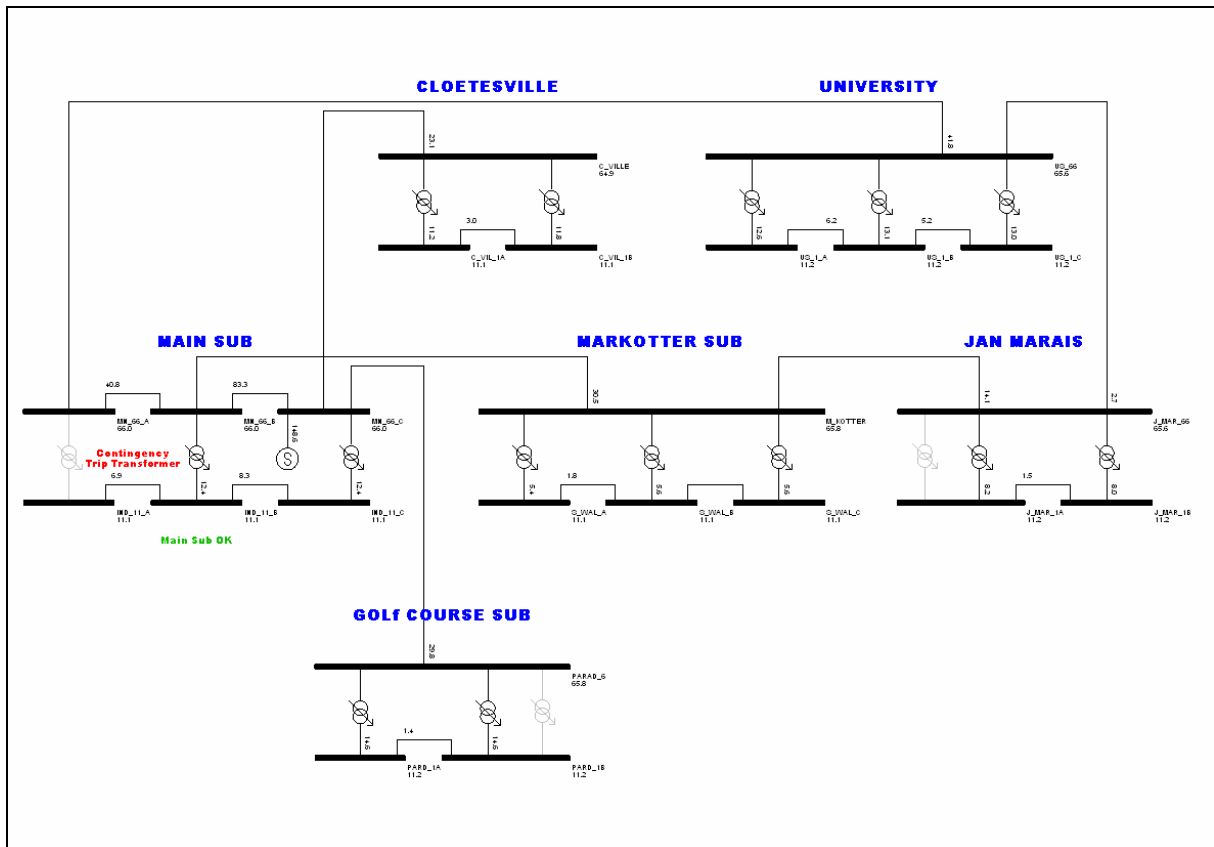 CLOETESVILLE
UNIVERSITY
23.1
41.8
C_VILLE
64.9
US_66
65.6
11.2
3.0
11.8
12.6
6.2
13.1
5.2
13.0
C_VIL_1A
11.1
C_VIL_1B
11.1
US_1_A
11.2
US_1_B
11.2
US_1_C
11.2
MAIN SUB
MARKOTTER SUB
JAN MARAIS
40.8
83.3
30.5
14.1
2.7
MN_66_A
66.0
MN_66_B
66.0
MN_66_C
66.0
M_KOTTER
65.8
J_MAR_66
65.6
148.6
S
Contingency
Trip Transformer
6.9
12.4
8.3
12.4
5.4
1.8
5.6
5.6
8.2
1.5
8.0
IND_11_A
11.1
IND_11_B
11.1
IND_11_C
11.1
S_WAL_A
11.1
S_WAL_B
11.1
S_WAL_C
11.1
J_MAR_1A
11.2
J_MAR_1B
11.2
Main Sub OK
GOLf COURSE SUB
29.8
PARAD_6
65.8
14.6
1.4
14.6
PARD_1A
11.2
PARD_1B
11.2